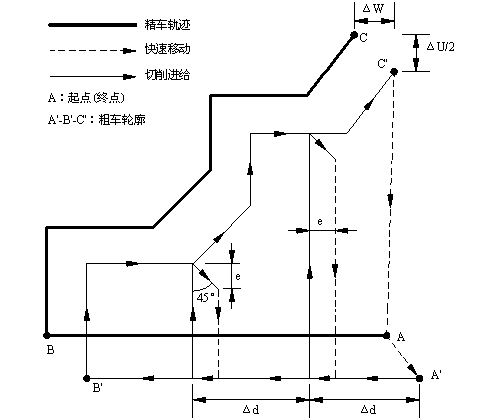 精车轨迹
快速移动
切削进给
A:起点(终点)
A'-B'-C':粗车轮廓
ΔW
C
ΔU/2
C'
e
e
45°
B
A
B'
A'
Δd
Δd